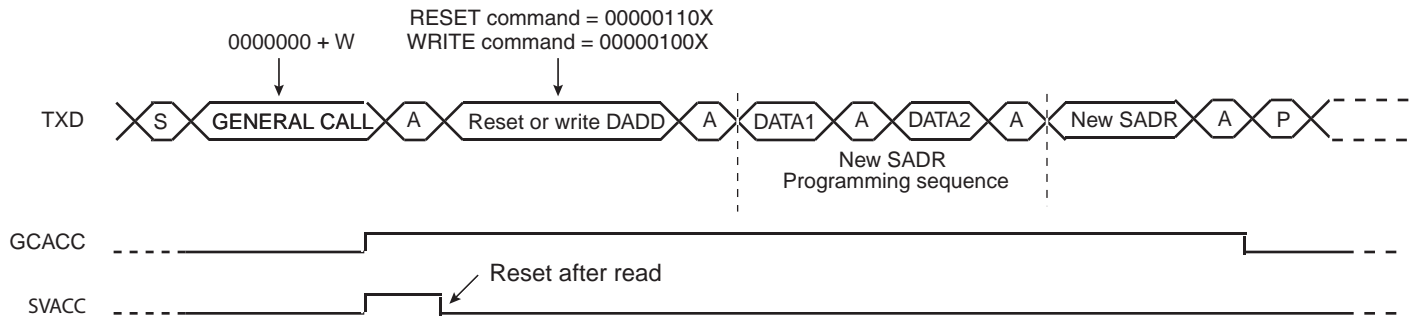 RESET command = 00000110X
0000000 + W
WRITE command = 00000100X
TXD
S
GENERAL CALL
A
Reset or write DADD
A
DATA1
A
DATA2
A
New SADR
A
P
New SADR
Programming sequence
GCACC
Reset after read
SVACC